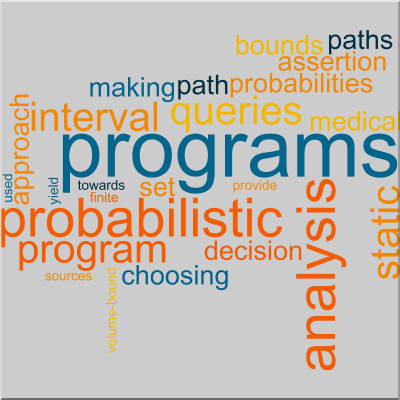 bounds paths
assertion
making path probabilities
approach interval queries medical
programs
used yield towards set provide
finite
probabilistic
program decision analysis static
sources choosing
volume-bound